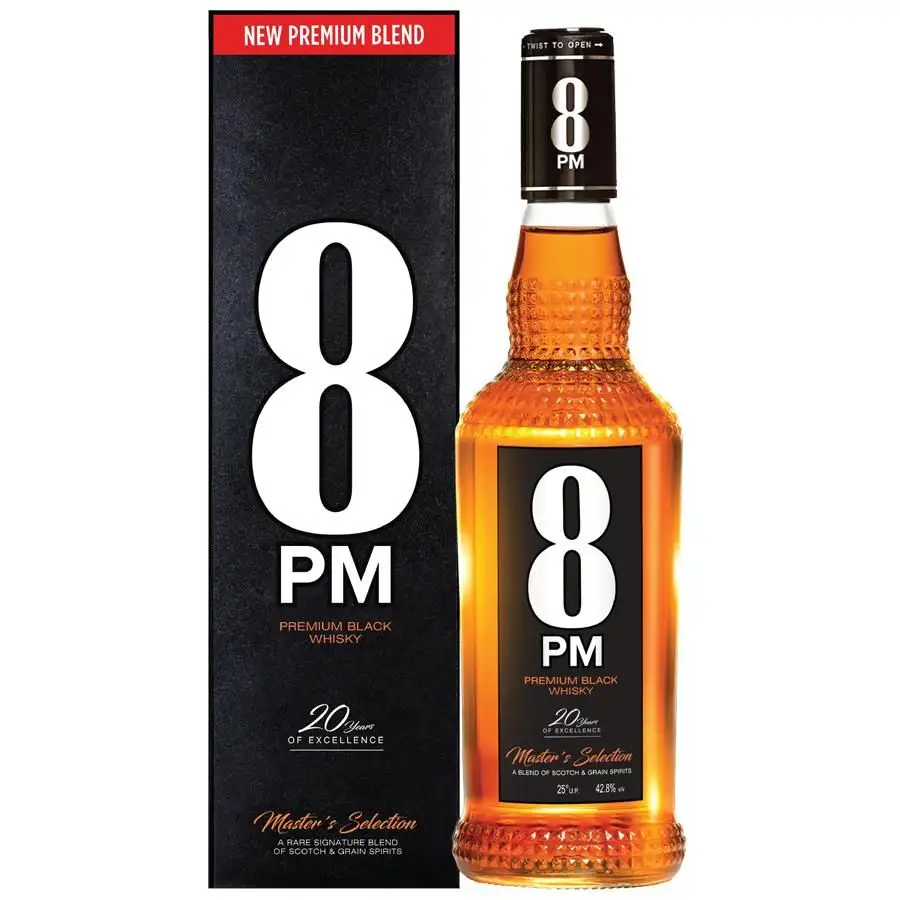 NEW PREMIUM BLEND
8
PM
PREMIUM BLACK
WHISKY
20 Years
OF EXCELLENCE
Master's Selection
A RARE SIGNATURE BLEND
OF SCOTCH & GRAIN SPIRITS
TWIST TO OPEN →
8
PM
8
PM
PREMIUM BLACK
WHISKY
20 Years
OF EXCELLENCE
Master's Selection
A BLEND OF SCOTCH & GRAIN SPIRITS
25° U.P. 42.8% v/v